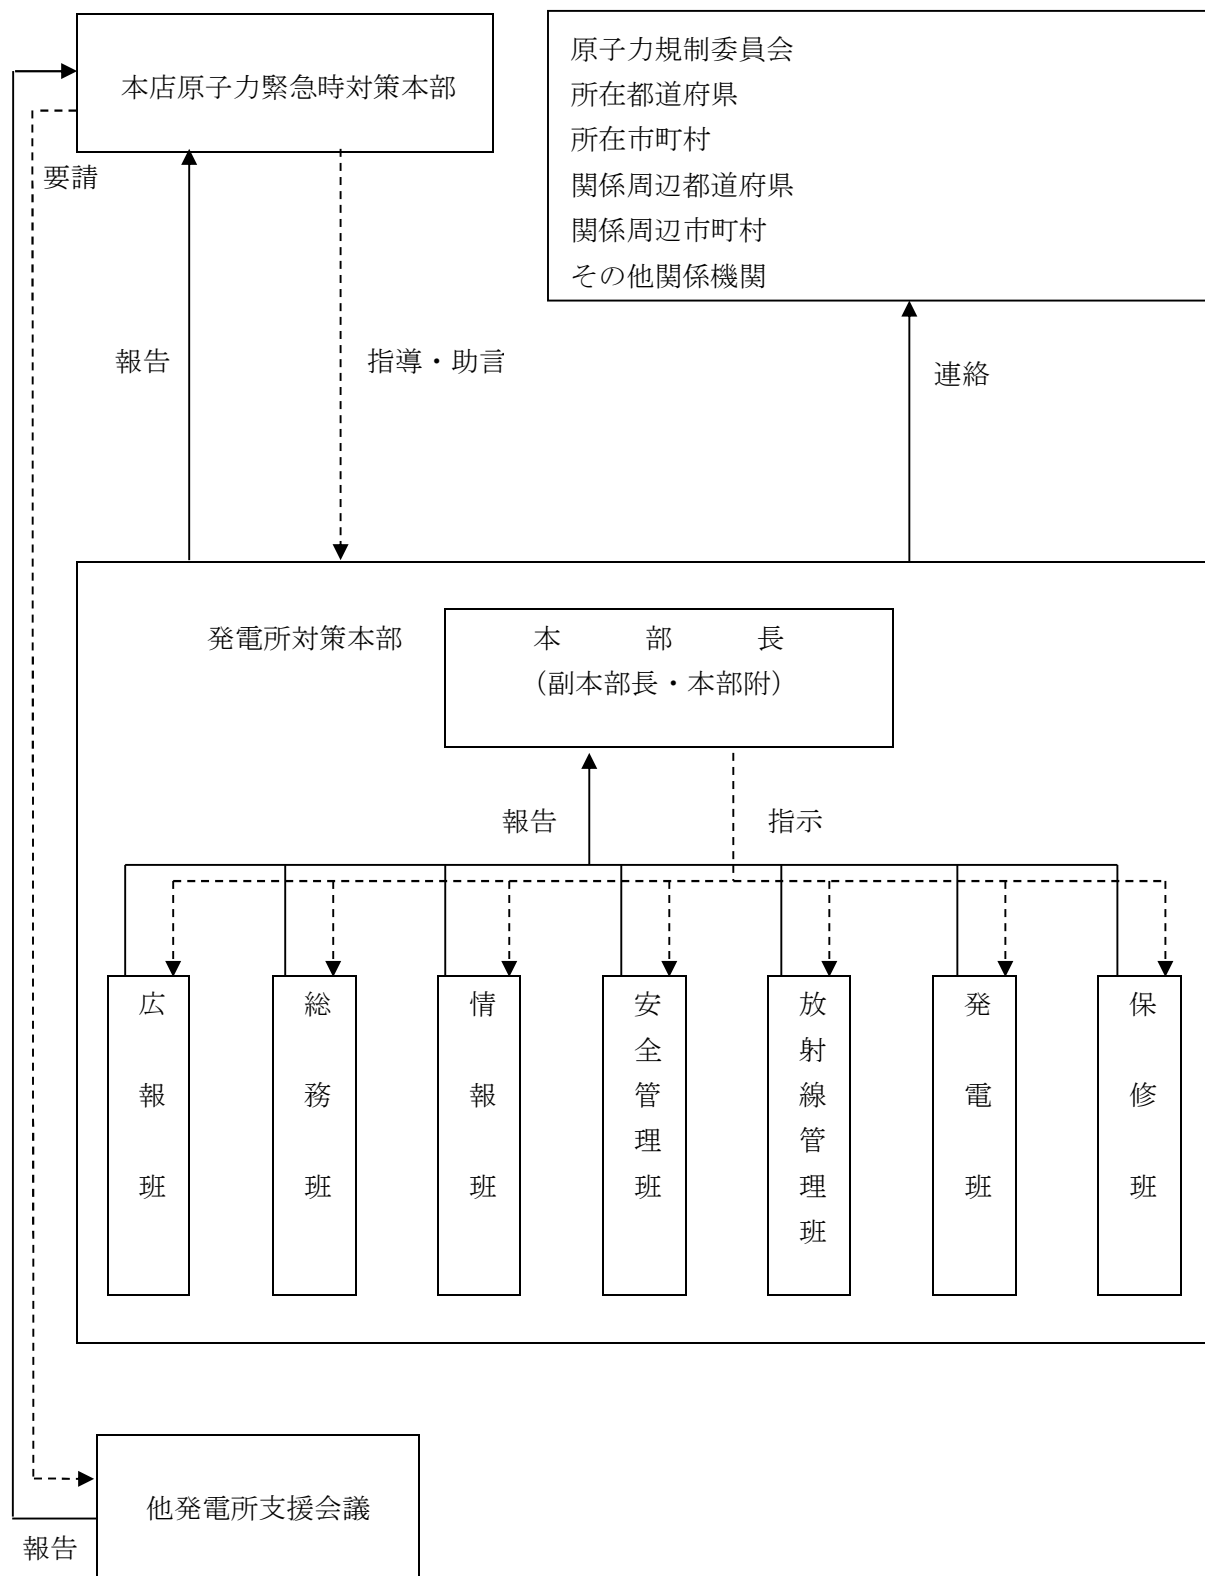 本店原子力緊急時対策本部
原子力規制委員会
所在都道府県
所在市町村
関係周辺都道府県
関係周辺市町村
その他関係機関
要請
報告
指導・助言
連絡
発電所対策本部
本　部　長
（副本部長・本部附）
報告
指示
広報班
総務班
情報班
安全管理班
放射線管理班
発電班
保修班
他発電所支援会議
報告